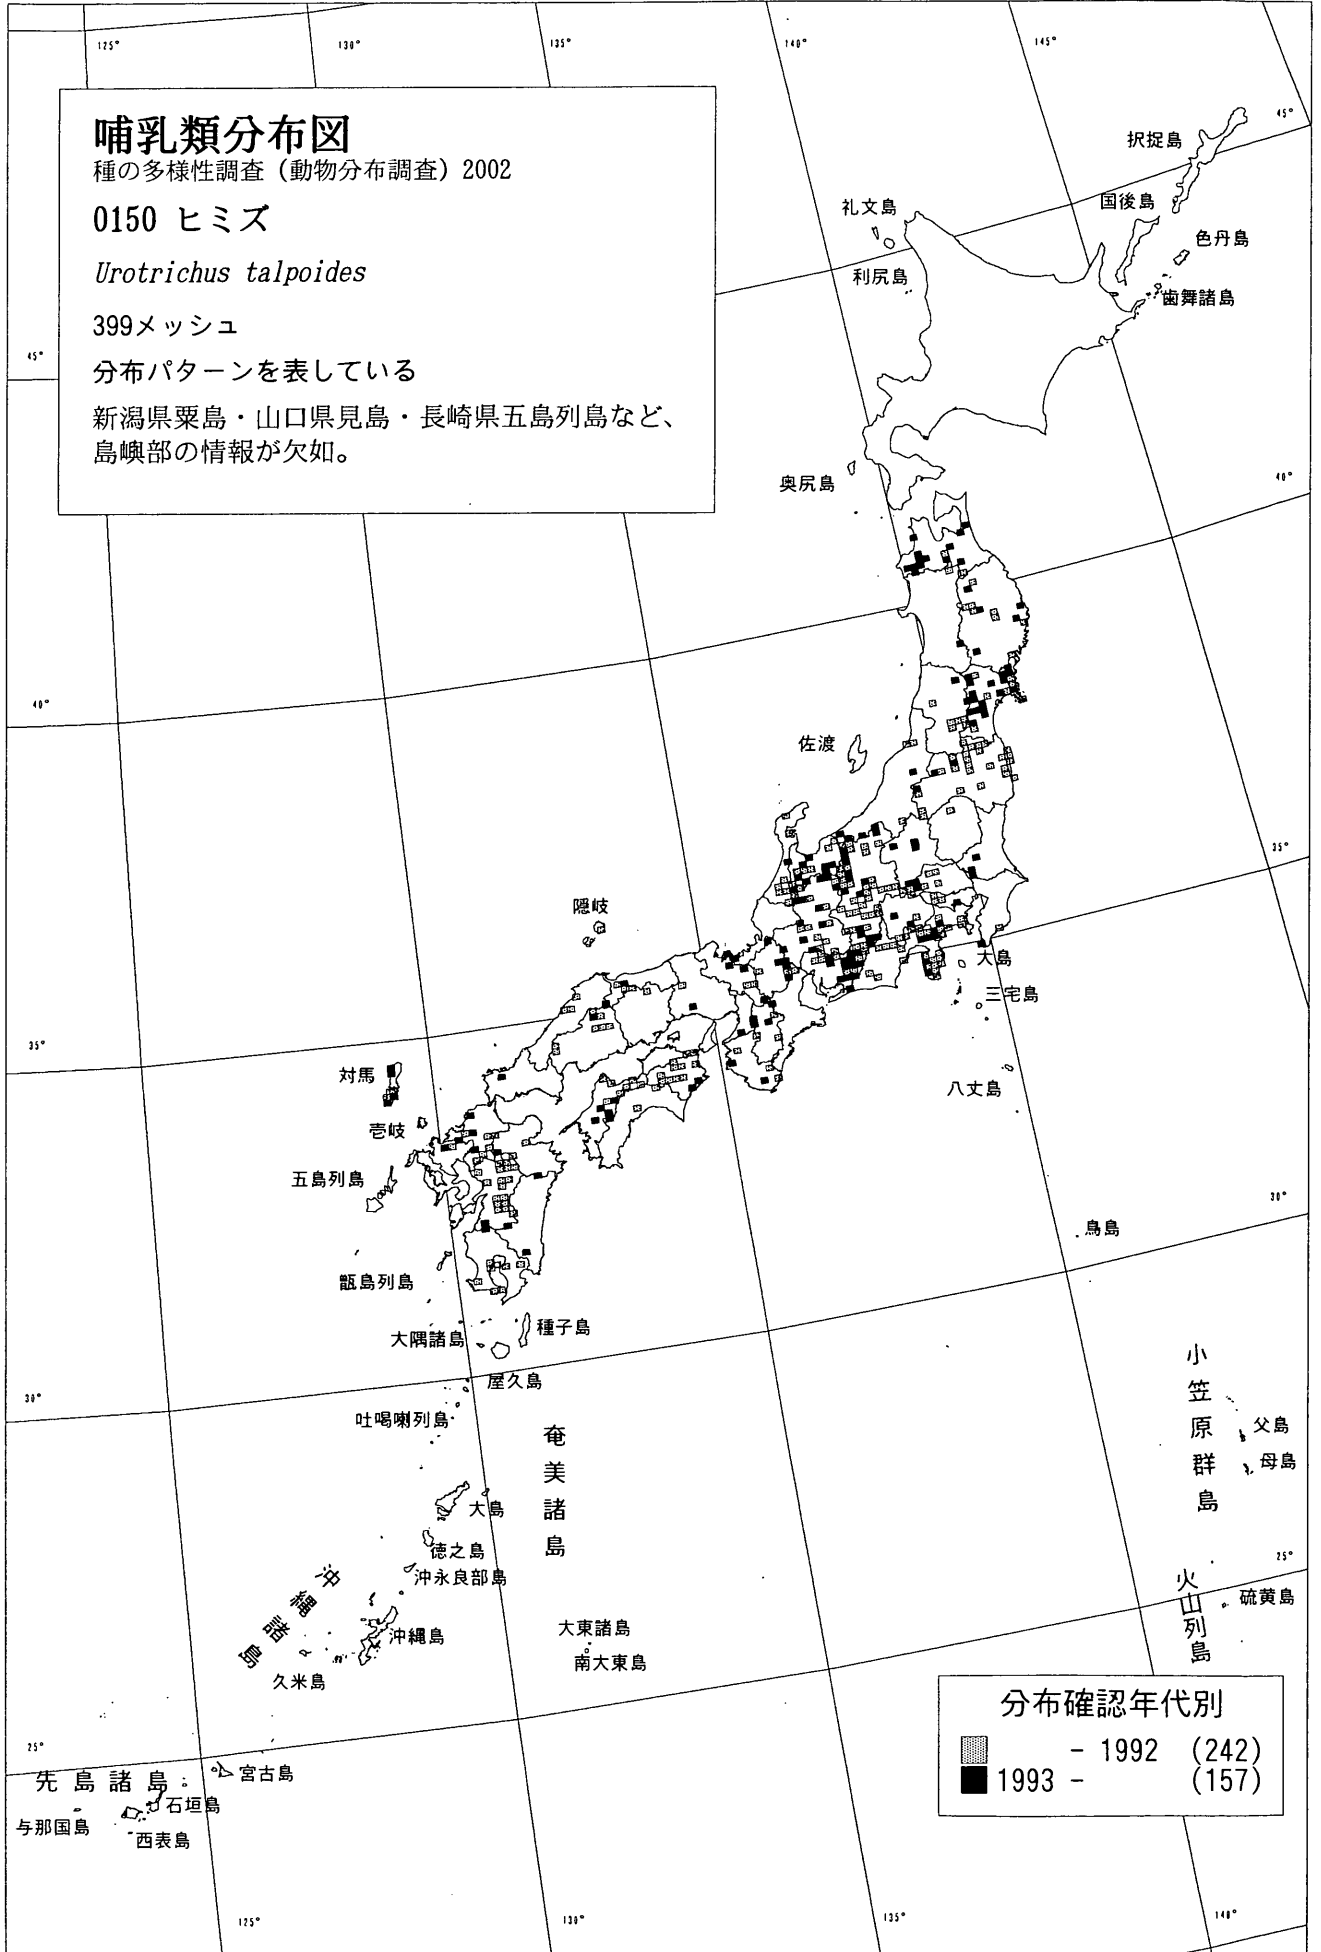 125°
130°
135°
140°
145°
哺乳類分布図
種の多様性調査（動物分布調査）2002
0150 ヒミズ
Urotrichus talpoides
399メッシュ
分布パターンを表している
新潟県粟島・山口県見島・長崎県五島列島など、
島嶼部の情報が欠如。
45°
択捉島
国後島
礼文島
色丹島
利尻島
歯舞諸島
45°
奥尻島
40°
40°
佐渡
35°
隠岐
大島
三宅島
35°
対馬
八丈島
壱岐
五島列島
30°
鳥島
甑島列島
大隅諸島
種子島
屋久島
30°
吐喝喇列島
奄美諸島
小笠原群島
父島
母島
大島
徳之島
沖永良部島
25°
沖縄諸島
火山列島
硫黄島
沖縄島
大東諸島
南大東島
久米島
25°
先島諸島
宮古島
石垣島
与那国島
西表島
分布確認年代別
- 1992 (242)
1993 - (157)
125°
130°
135°
140°